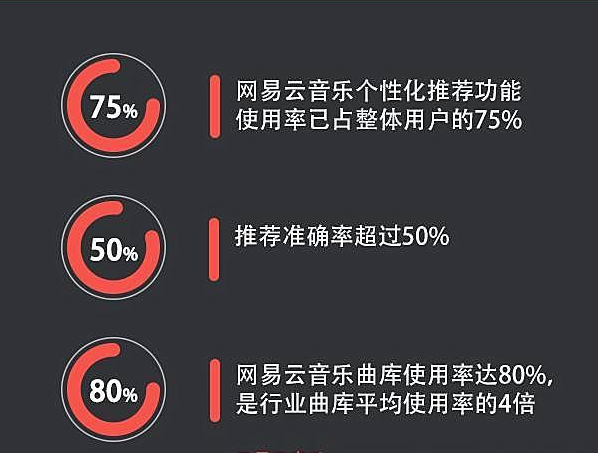 75%
网易云音乐个性化推荐功能
使用率已占整体用户的75%
50%
推荐准确率超过50%
80%
网易云音乐曲库使用率达80%,
是行业曲库平均使用率的4倍